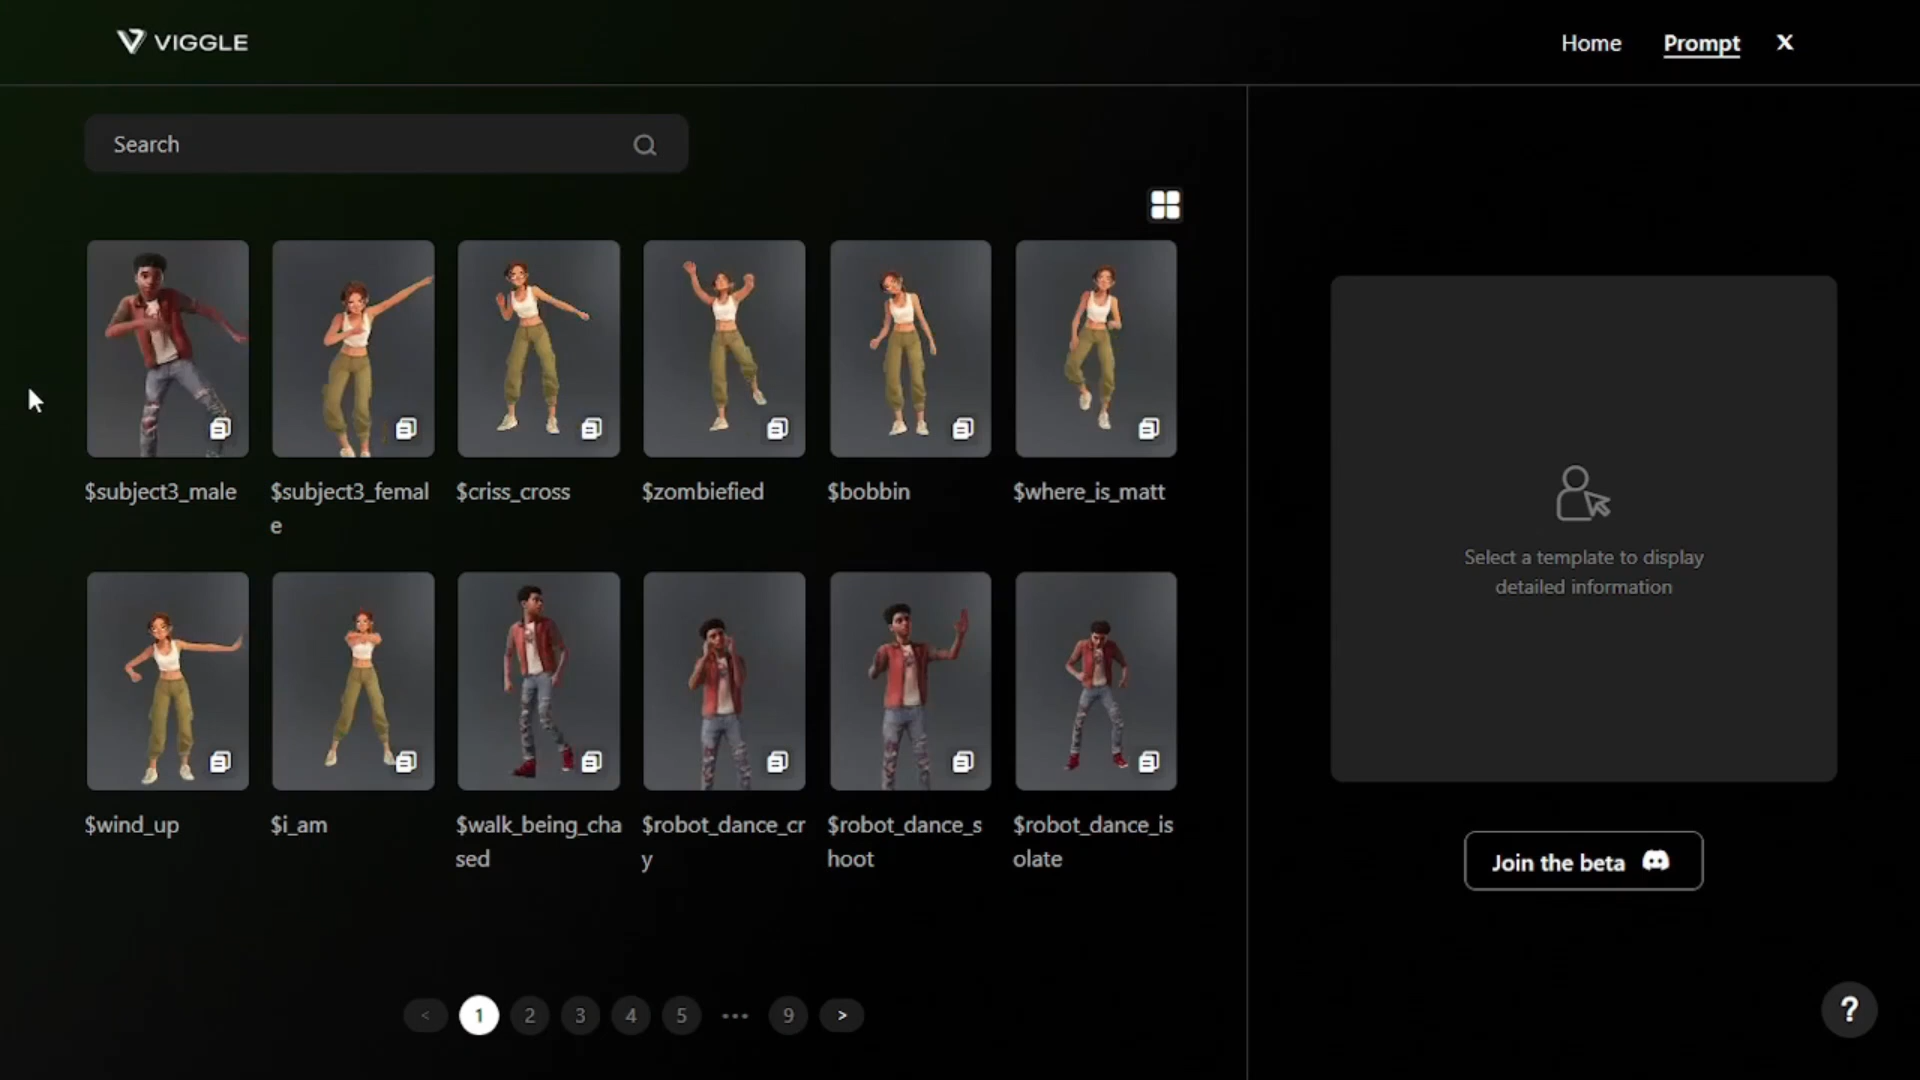 VIGGLE
Home Prompt X
Search
$subject3_male $subject3_femal $criss_cross $zombiefied $bobbin $where_is_matt
e
Select a template to display
detailed information
$wind_up $i_am $walk_being_cha $robot_dance_cr $robot_dance_s $robot_dance_is
sed y hoot olate
Join the beta
< 1 2 3 4 5 ••• 9 >
?